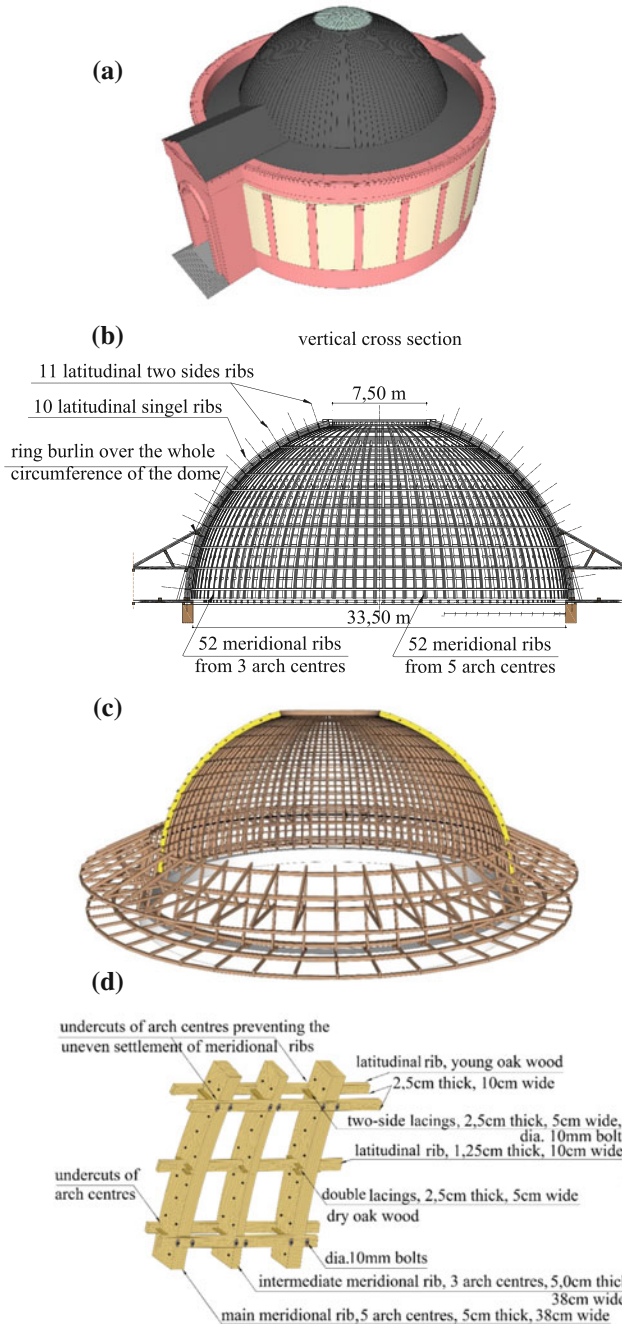 (a)
(b)
vertical cross section
11 latitudinal two sides ribs
7,50 m
10 latitudinal singel ribs
ring burlin over the whole
circumference of the dome
33,50 m
52 meridional ribs
from 3 arch centres
52 meridional ribs
from 5 arch centres
(c)
(d)
undercuts of arch centres preventing the
uneven settlement of meridional ribs
latitudinal rib, young oak wood
2,5cm thick, 10cm wide
two-side lacings, 2,5cm thick, 5cm wide,
dia. 10mm bolt
latitudinal rib, 1,25cm thick, 10cm wide
undercuts of
arch centres
double lacings, 2,5cm thick, 5cm wide
dry oak wood
dia.10mm bolts
intermediate meridional rib, 3 arch centres, 5,0cm thick
38cm wide
main meridional rib,5 arch centres, 5cm thick, 38cm wide